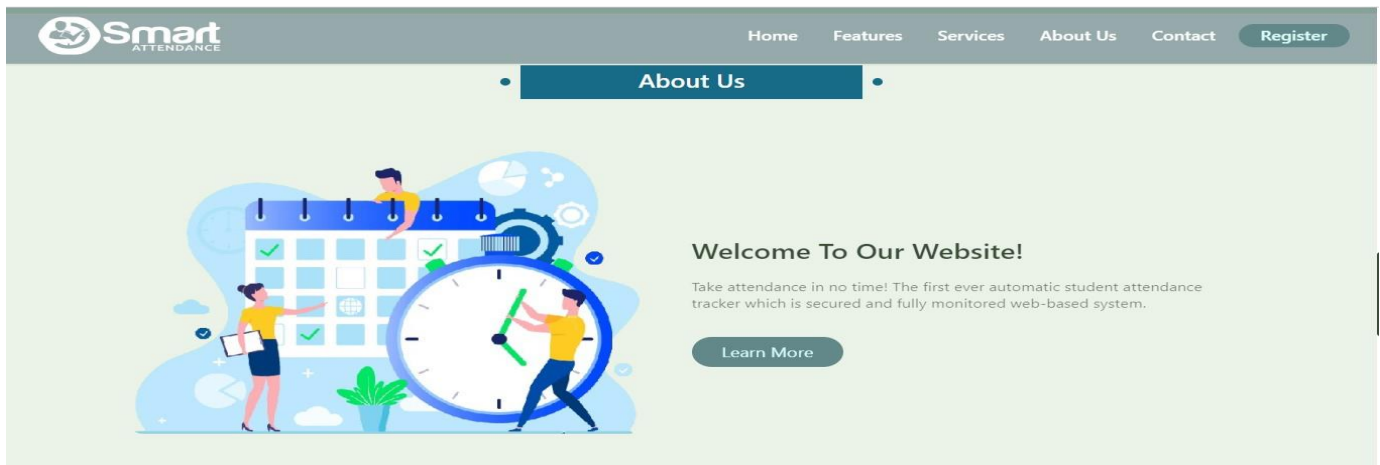 Smart
ATTENDANCE
Home Features Services About Us Contact Register
About Us
Welcome To Our Website!
Take attendance in no time! The first ever automatic student attendance
tracker which is secured and fully monitored web-based system.
Learn More